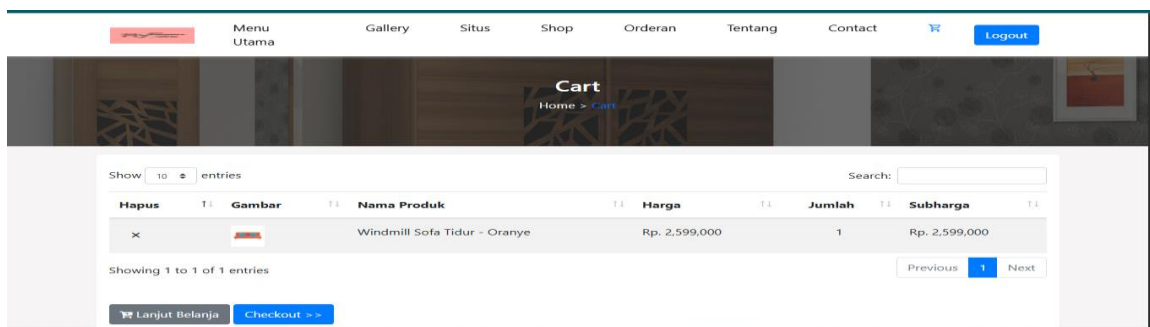 Menu Utama Gallery Situs Shop Orderan Tentang Contact Logout
Cart
Home > Cart
Show 10 entries Search:
Hapus Gambar Nama Produk Harga Jumlah Subharga
× Windmill Sofa Tidur - Oranye Rp. 2,599,000 1 Rp. 2,599,000
Showing 1 to 1 of 1 entries Previous 1 Next
Lanjut Belanja Checkout >>